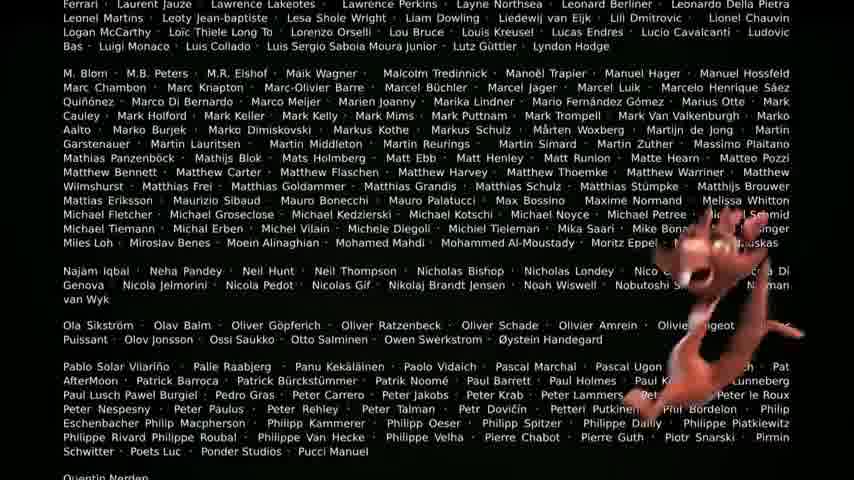 Ferrari · Laurent Jauze · Lawrence Lakeotes · Lawrence Perkins · Layne Northsea · Leonard Berliner · Leonardo Della Pietra
Leonel Martins · Leoty Jean-baptiste · Lesa Shole Wright · Liam Dowling · Liedewij van Eijk · Lili Dmitrovic · Lionel Chauvin
Logan McCarthy · Loïc Thiele Long To · Lorenzo Orselli · Lou Bruce · Louis Kreusel · Lucas Endres · Lucio Cavalcanti · Ludovic
Bas · Luigi Monaco · Luis Collado · Luis Sergio Saboia Moura Junior · Lutz Güttler · Lyndon Hodge
M. Blom · M.B. Peters · M.R. Elshof · Maik Wagner · Malcolm Tredinnick · Manoël Trapier · Manuel Hager · Manuel Hossfeld
Marc Chambon · Marc Knapton · Marc-Olivier Barre · Marcel Büchler · Marcel Jager · Marcel Luik · Marcelo Henrique Sáez
Quiñónez · Marco Di Bernardo · Marco Meijer · Marien Joanny · Marika Lindner · Mario Fernández Gómez · Marius Otte · Mark
Cauley · Mark Holford · Mark Keller · Mark Kelly · Mark Mims · Mark Puttnam · Mark Trompell · Mark Van Valkenburgh · Marko
Aalto · Marko Burjek · Marko Dimiskovski · Markus Kothe · Markus Schulz · Mårten Woxberg · Martijn de Jong · Martin
Garstenauer · Martin Lauritsen · Martin Middleton · Martin Reurings · Martin Simard · Martin Zuther · Massimo Plaitano
Mathias Panzenböck · Mathijs Blok · Mats Holmberg · Matt Ebb · Matt Henley · Matt Runion · Matte Hearn · Matteo Pozzi
Matthew Bennett · Matthew Carter · Matthew Flaschen · Matthew Harvey · Matthew Thoemke · Matthew Warriner · Matthew
Wilmshurst · Matthias Frei · Matthias Goldammer · Matthias Grandis · Matthias Schulz · Matthias Stümpke · Matthijs Brouwer
Mattias Eriksson · Maurizio Sibaud · Mauro Bonecchi · Mauro Palatucci · Max Bossino · Maxime Normand · Melissa Whitton
Michael Fletcher · Michael Groseclose · Michael Kedzierski · Michael Kotschi · Michael Noyce · Michael Petree Schmid
Michael Tiemann · Michal Erben · Michel Vilain · Michele Diegoli · Michiel Tieleman · Mika Saari · Mike
Miles Loh · Miroslav Benes · Moein Alinaghian · Mohamed Mahdi · Mohammed Al-Moustady · Moritz Eppel
Najam Iqbal · Neha Pandey · Neil Hunt · Neil Thompson · Nicholas Bishop · Nicholas Londey · Nico Di
Genova · Nicola Jelmorini · Nicola Pedot · Nicolas Gif · Nikolaj Brandt Jensen · Noah Wiswell · Nobutoshi
van Wyk
Ola Sikström · Olav Balm · Oliver Göpferich · Oliver Ratzenbeck · Oliver Schade · Olivier Amrein
Puissant · Olov Jonsson · Ossi Saukko · Otto Salminen · Owen Swerkstrom · Øystein Handegard
Pablo Solar Vilariño · Palle Raabjerg · Panu Kekäläinen · Paolo Vidaich · Pascal Marchal · Pascal Ugon Pat
AfterMoon · Patrick Barroca · Patrick Bürckstümmer · Patrik Noomé · Paul Barrett · Paul Holmes · Paul Lunneberg
Paul Lusch Pawel Burgiel · Pedro Gras · Peter Carrero · Peter Jakobs · Peter Krab · Peter Lammers Peter le Roux
Peter Nespesny · Peter Paulus · Peter Rehley · Peter Talman · Petr Dovičín · Petteri Putkinen · Phil Bordelon · Philip
Eschenbacher Philip Macpherson · Philipp Kammerer · Philipp Oeser · Philipp Spitzer · Philippe Dailly · Philippe Piatkiewitz
Philippe Rivard Philippe Roubal · Philippe Van Hecke · Philippe Velha · Pierre Chabot · Pierre Guth · Piotr Snarski · Pirmin
Schwitter · Poets Luc · Ponder Studios · Pucci Manuel
Quentin Nerden